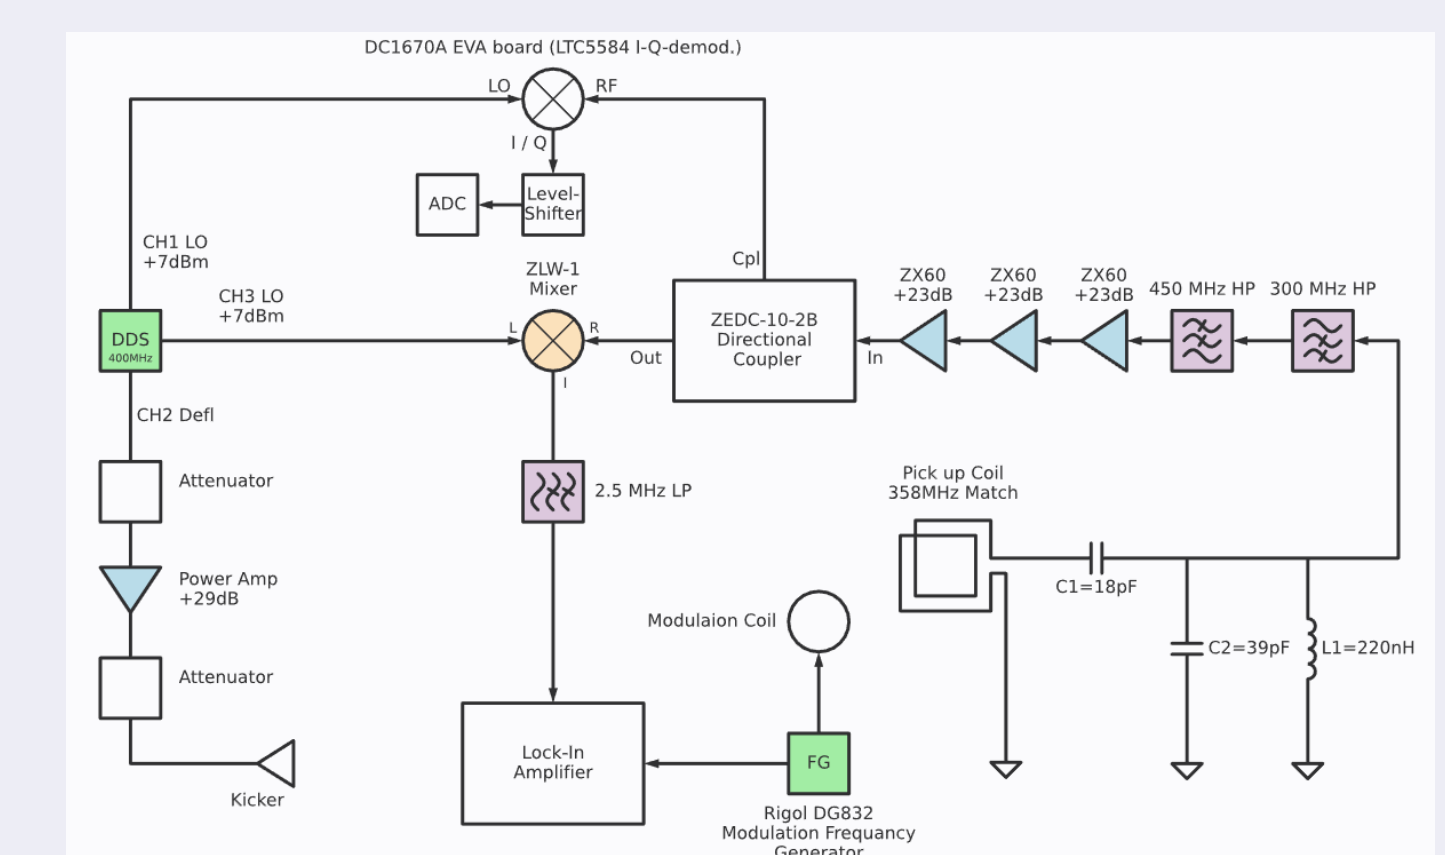 DC1670A EVA board (LTC5584 I-Q-demod.)
LO
RF
I / Q
ADC
Level-
Shifter
CH1 LO
+7dBm
Cpl
ZLW-1
Mixer
CH3 LO
+7dBm
L
R
I
DDS
400MHz
Out
ZEDC-10-2B
Directional
Coupler
In
ZX60
+23dB
ZX60
+23dB
ZX60
+23dB
450 MHz HP
300 MHz HP
CH2 Defl
Attenuator
2.5 MHz LP
Pick up Coil
358MHz Match
Power Amp
+29dB
C1=18pF
Modulaion Coil
C2=39pF
L1=220nH
Attenuator
Lock-In
Amplifier
FG
Kicker
Rigol DG832
Modulation Frequancy
Generator